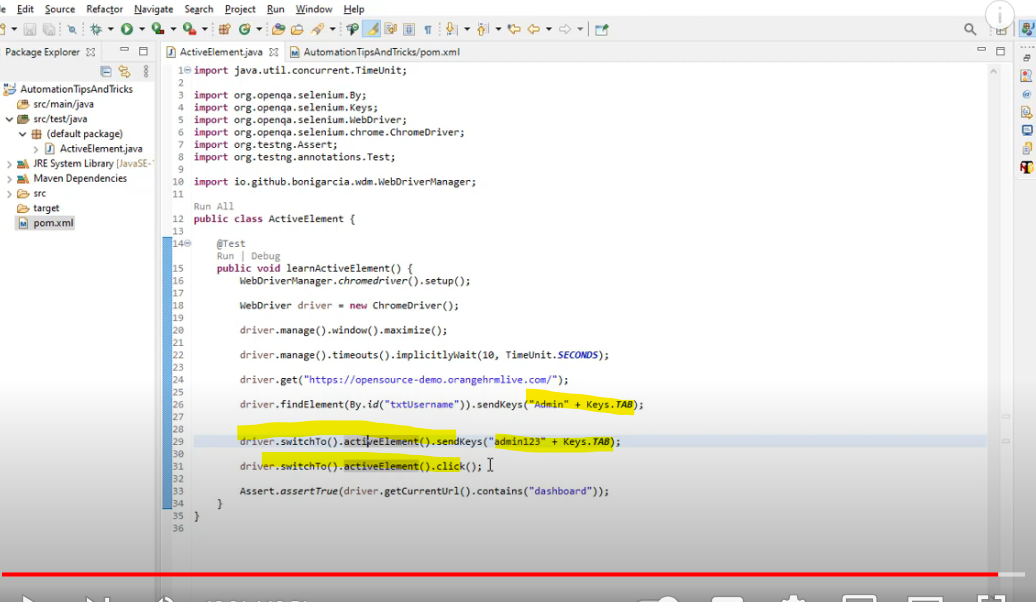 Edit Source Refactor Navigate Search Project Run Window Help
Package Explorer
ActiveElement.java
AutomationTipsAndTricks/pom.xml
AutomationTipsAndTricks
src/main/java
src/test/java
(default package)
ActiveElement.java
JRE System Library [JavaSE-1
Maven Dependencies
src
target
pom.xml
1 import java.util.concurrent.TimeUnit;
2
3 import org.openqa.selenium.By;
4 import org.openqa.selenium.Keys;
5 import org.openqa.selenium.WebDriver;
6 import org.openqa.selenium.chrome.ChromeDriver;
7 import org.testng.Assert;
8 import org.testng.annotations.Test;
9
10 import io.github.bonigarcia.wdm.WebDriverManager;
11
Run All
12 public class ActiveElement {
13
14 @Test
Run | Debug
15 public void learnActiveElement() {
16 WebDriverManager.chromedriver().setup();
17
18 WebDriver driver = new ChromeDriver();
19
20 driver.manage().window().maximize();
21
22 driver.manage().timeouts().implicitlyWait(10, TimeUnit.SECONDS);
23
24 driver.get("https://opensource-demo.orangehrmlive.com/");
25
26 driver.findElement(By.id("txtUsername")).sendKeys("Admin" + Keys.TAB);
27
28
29 driver.switchTo().activeElement().sendKeys("admin123" + Keys.TAB);
30
31 driver.switchTo().activeElement().click();
32
33 Assert.assertTrue(driver.getCurrentUrl().contains("dashboard"));
34 }
35 }
36